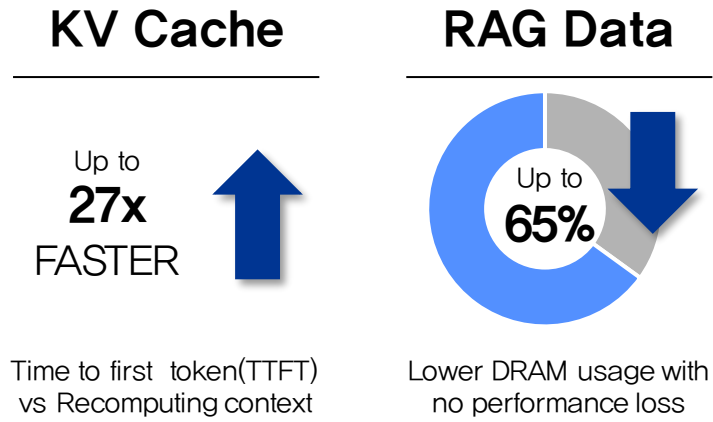 KV Cache
Up to
27x
FASTER
Time to first token(TTFT)
vs Recomputing context
RAG Data
Up to
65%
Lower DRAM usage with
no performance loss